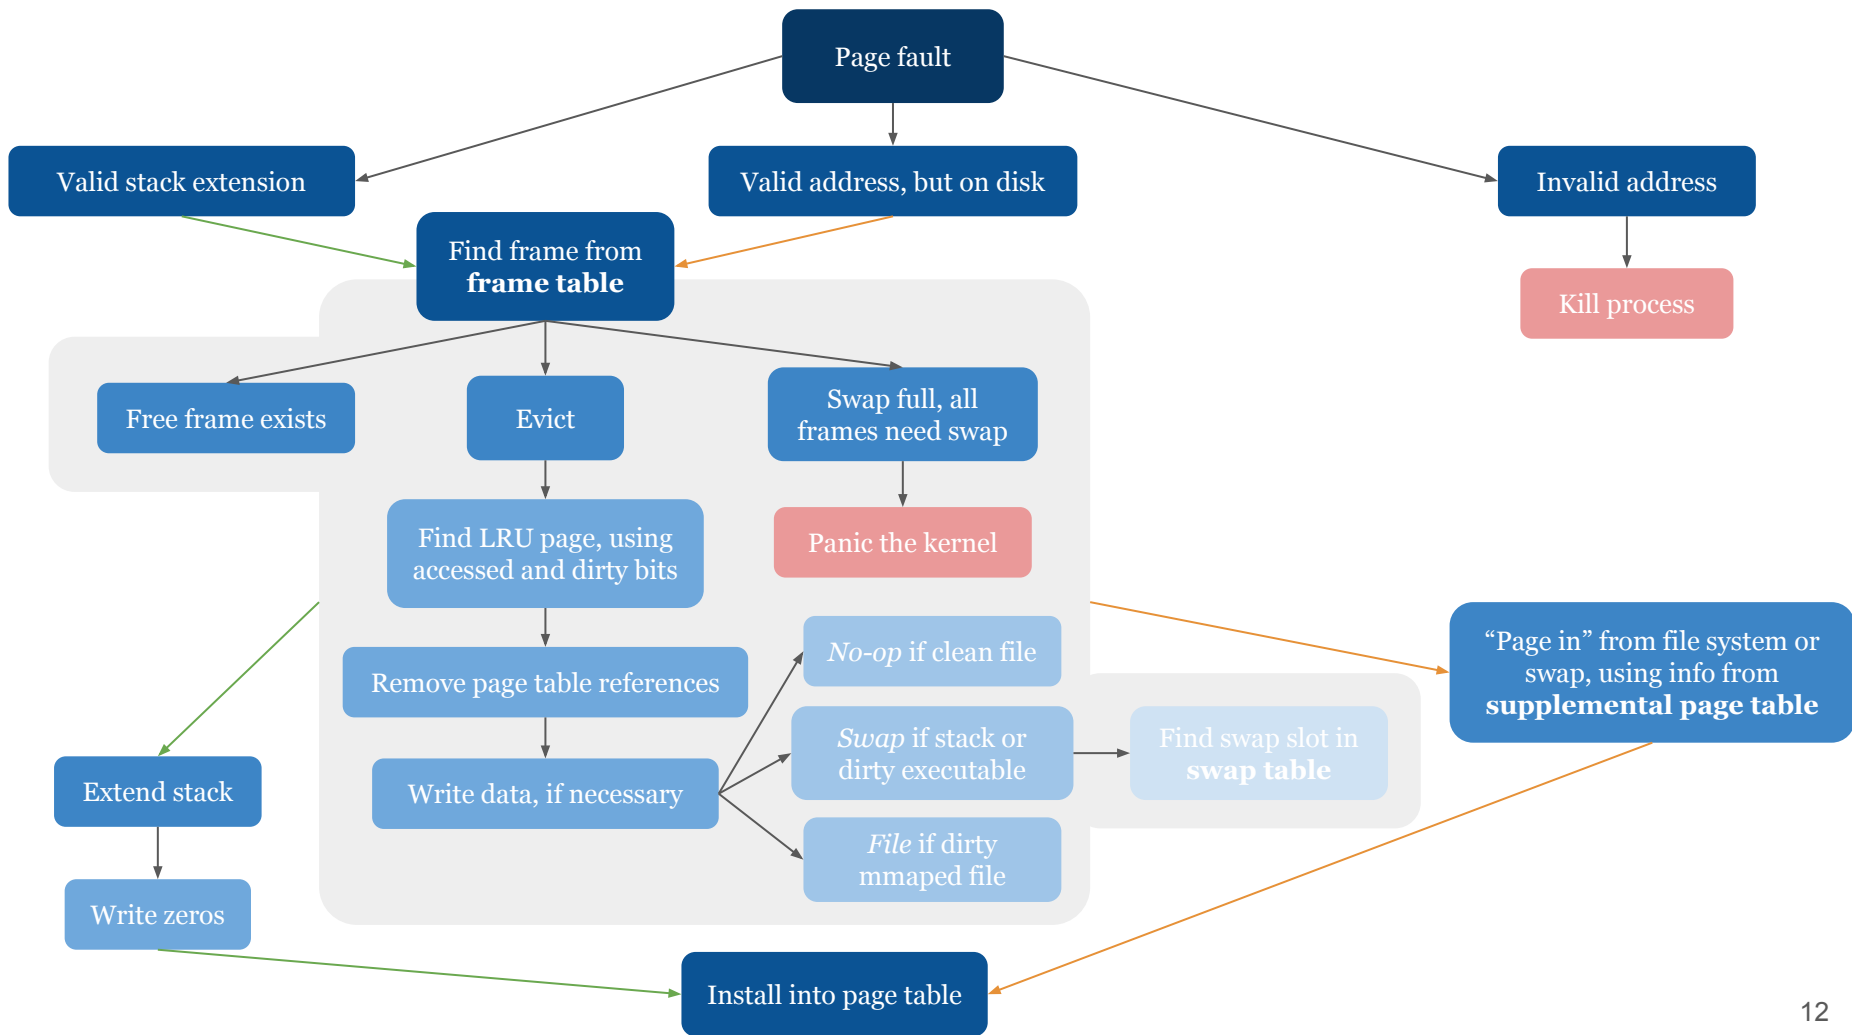 Page fault
Valid stack extension
Valid address, but on disk
Invalid address
Find frame from
frame table
Kill process
Free frame exists
Evict
Swap full, all
frames need swap
Find LRU page, using
accessed and dirty bits
Panic the kernel
No-op if clean file
“Page in” from file system or
swap, using info from
supplemental page table
Remove page table references
Swap if stack or
dirty executable
Find swap slot in
swap table
Extend stack
Write data, if necessary
File if dirty
mmaped file
Write zeros
Install into page table
12